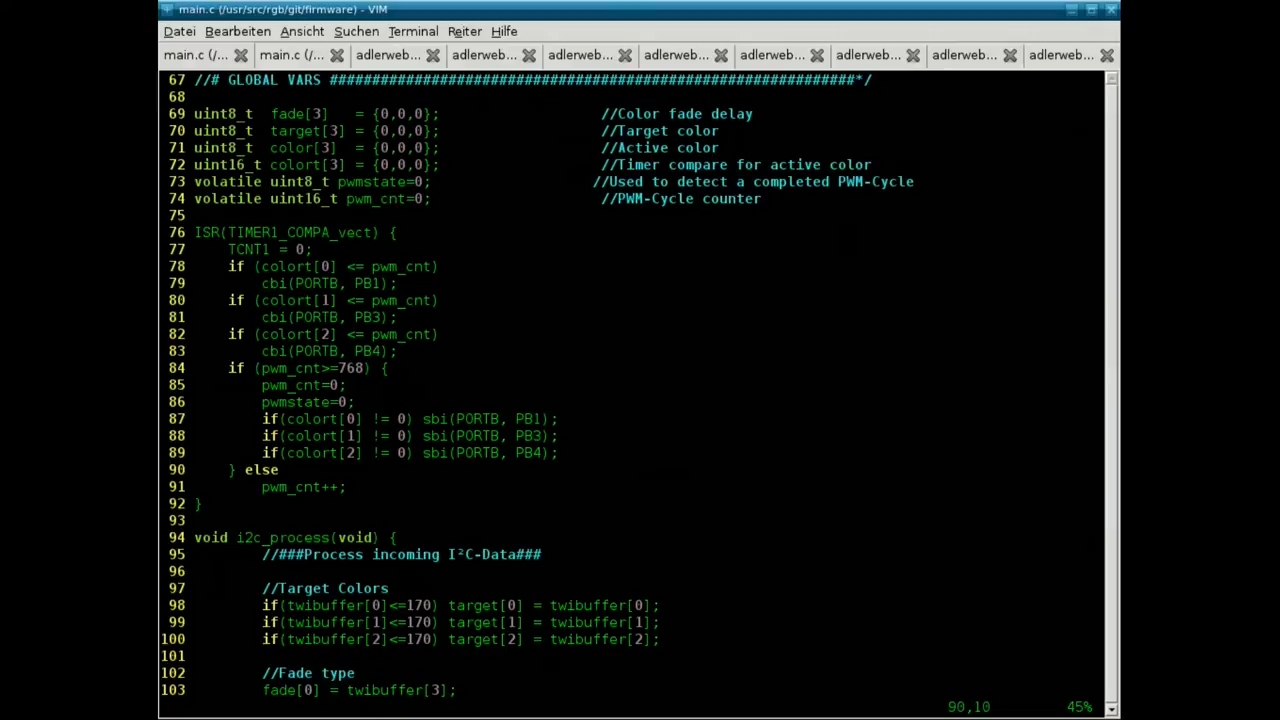 main.c (/usr/src/rgb/git/firmware) - VIM
Datei Bearbeiten Ansicht Suchen Terminal Reiter Hilfe
main.c (/... main.c (/... adlerweb... adlerweb... adlerweb... adlerweb... adlerweb... adlerweb... adlerweb... adlerweb...
67 //# GLOBAL VARS ##############################################################*/
68
69 uint8_t  fade[3]   = {0,0,0};                   //Color fade delay
70 uint8_t  target[3] = {0,0,0};                   //Target color
71 uint8_t  color[3]  = {0,0,0};                   //Active color
72 uint16_t colort[3] = {0,0,0};                   //Timer compare for active color
73 volatile uint8_t pwmstate=0;                   //Used to detect a completed PWM-Cycle
74 volatile uint16_t pwm_cnt=0;                    //PWM-Cycle counter
75
76 ISR(TIMER1_COMPA_vect) {
77     TCNT1 = 0;
78     if (colort[0] <= pwm_cnt)
79         cbi(PORTB, PB1);
80     if (colort[1] <= pwm_cnt)
81         cbi(PORTB, PB3);
82     if (colort[2] <= pwm_cnt)
83         cbi(PORTB, PB4);
84     if (pwm_cnt>=768) {
85         pwm_cnt=0;
86         pwmstate=0;
87         if(colort[0] != 0) sbi(PORTB, PB1);
88         if(colort[1] != 0) sbi(PORTB, PB3);
89         if(colort[2] != 0) sbi(PORTB, PB4);
90     } else
91         pwm_cnt++;
92 }
93
94 void i2c_process(void) {
95         //###Process incoming I²C-Data###
96
97         //Target Colors
98         if(twibuffer[0]<=170) target[0] = twibuffer[0];
99         if(twibuffer[1]<=170) target[1] = twibuffer[1];
100         if(twibuffer[2]<=170) target[2] = twibuffer[2];
101
102         //Fade type
103         fade[0] = twibuffer[3];
90,10 45%